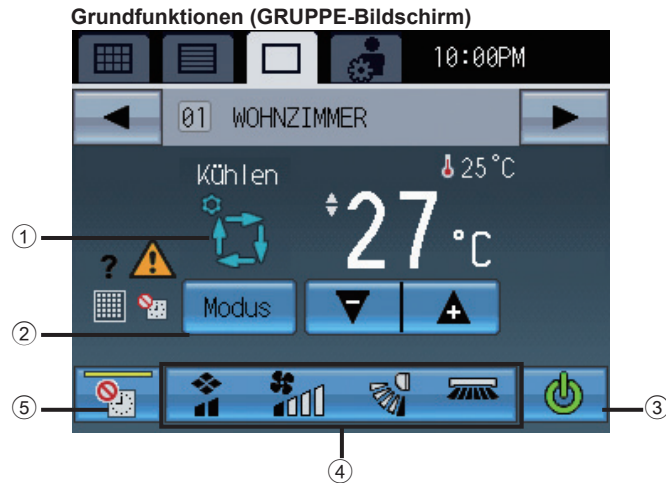 Grundfunktionen (GRUPPE-Bildschirm)
10:00PM
01 WOHNZIMMER
Kühlen
25°C
27°C
①
?
②
Modus
− +
⑤
③
④